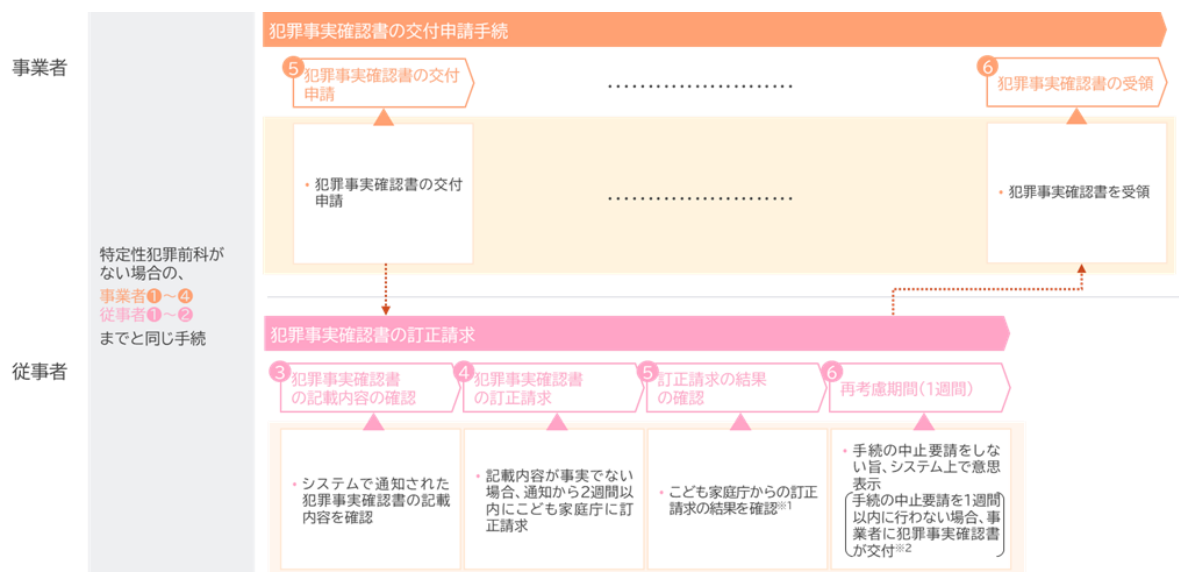 犯罪事実確認書の交付申請手続
事業者
5 犯罪事実確認書の交付
申請
........................
6 犯罪事実確認書の受領
• 犯罪事実確認書の交付
申請
........................
• 犯罪事実確認書を受領
特定性犯罪前科が
ない場合の、
事業者❶～❹
従事者❶～❷
までと同じ手続
犯罪事実確認書の訂正請求
従事者
3 犯罪事実確認書
の記載内容の確認
4 犯罪事実確認書
の訂正請求
5 訂正請求の結果
の確認
6 再考慮期間(1週間)
• システムで通知された
犯罪事実確認書の記載
内容を確認
• 記載内容が事実でない
場合、通知から2週間以
内にこども家庭庁に訂
正請求
• こども家庭庁からの訂正
請求の結果を確認※1
• 手続の中止要請をしな
い旨、システム上で意思
表示
(手続の中止要請を1週間
以内に行わない場合、事
業者に犯罪事実確認書
が交付※2)